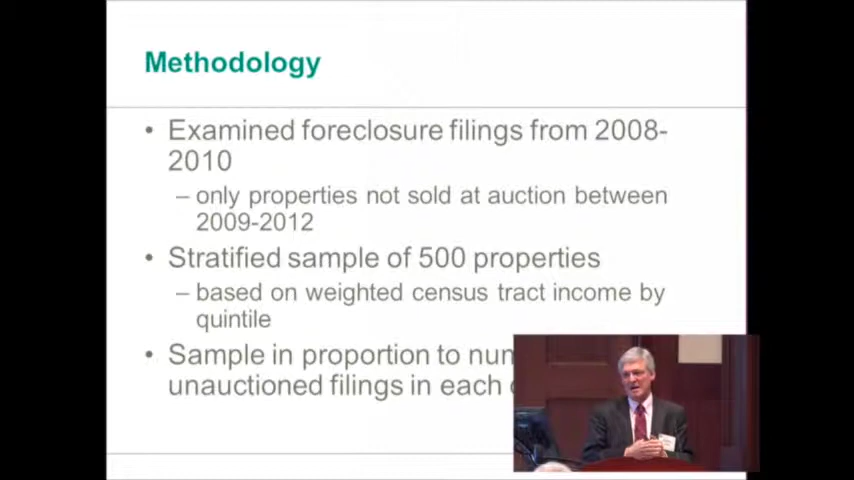 Methodology
• Examined foreclosure filings from 2008-
2010
– only properties not sold at auction between
2009-2012
• Stratified sample of 500 properties
– based on weighted census tract income by
quintile
• Sample in proportion to
unauctioned filings in each